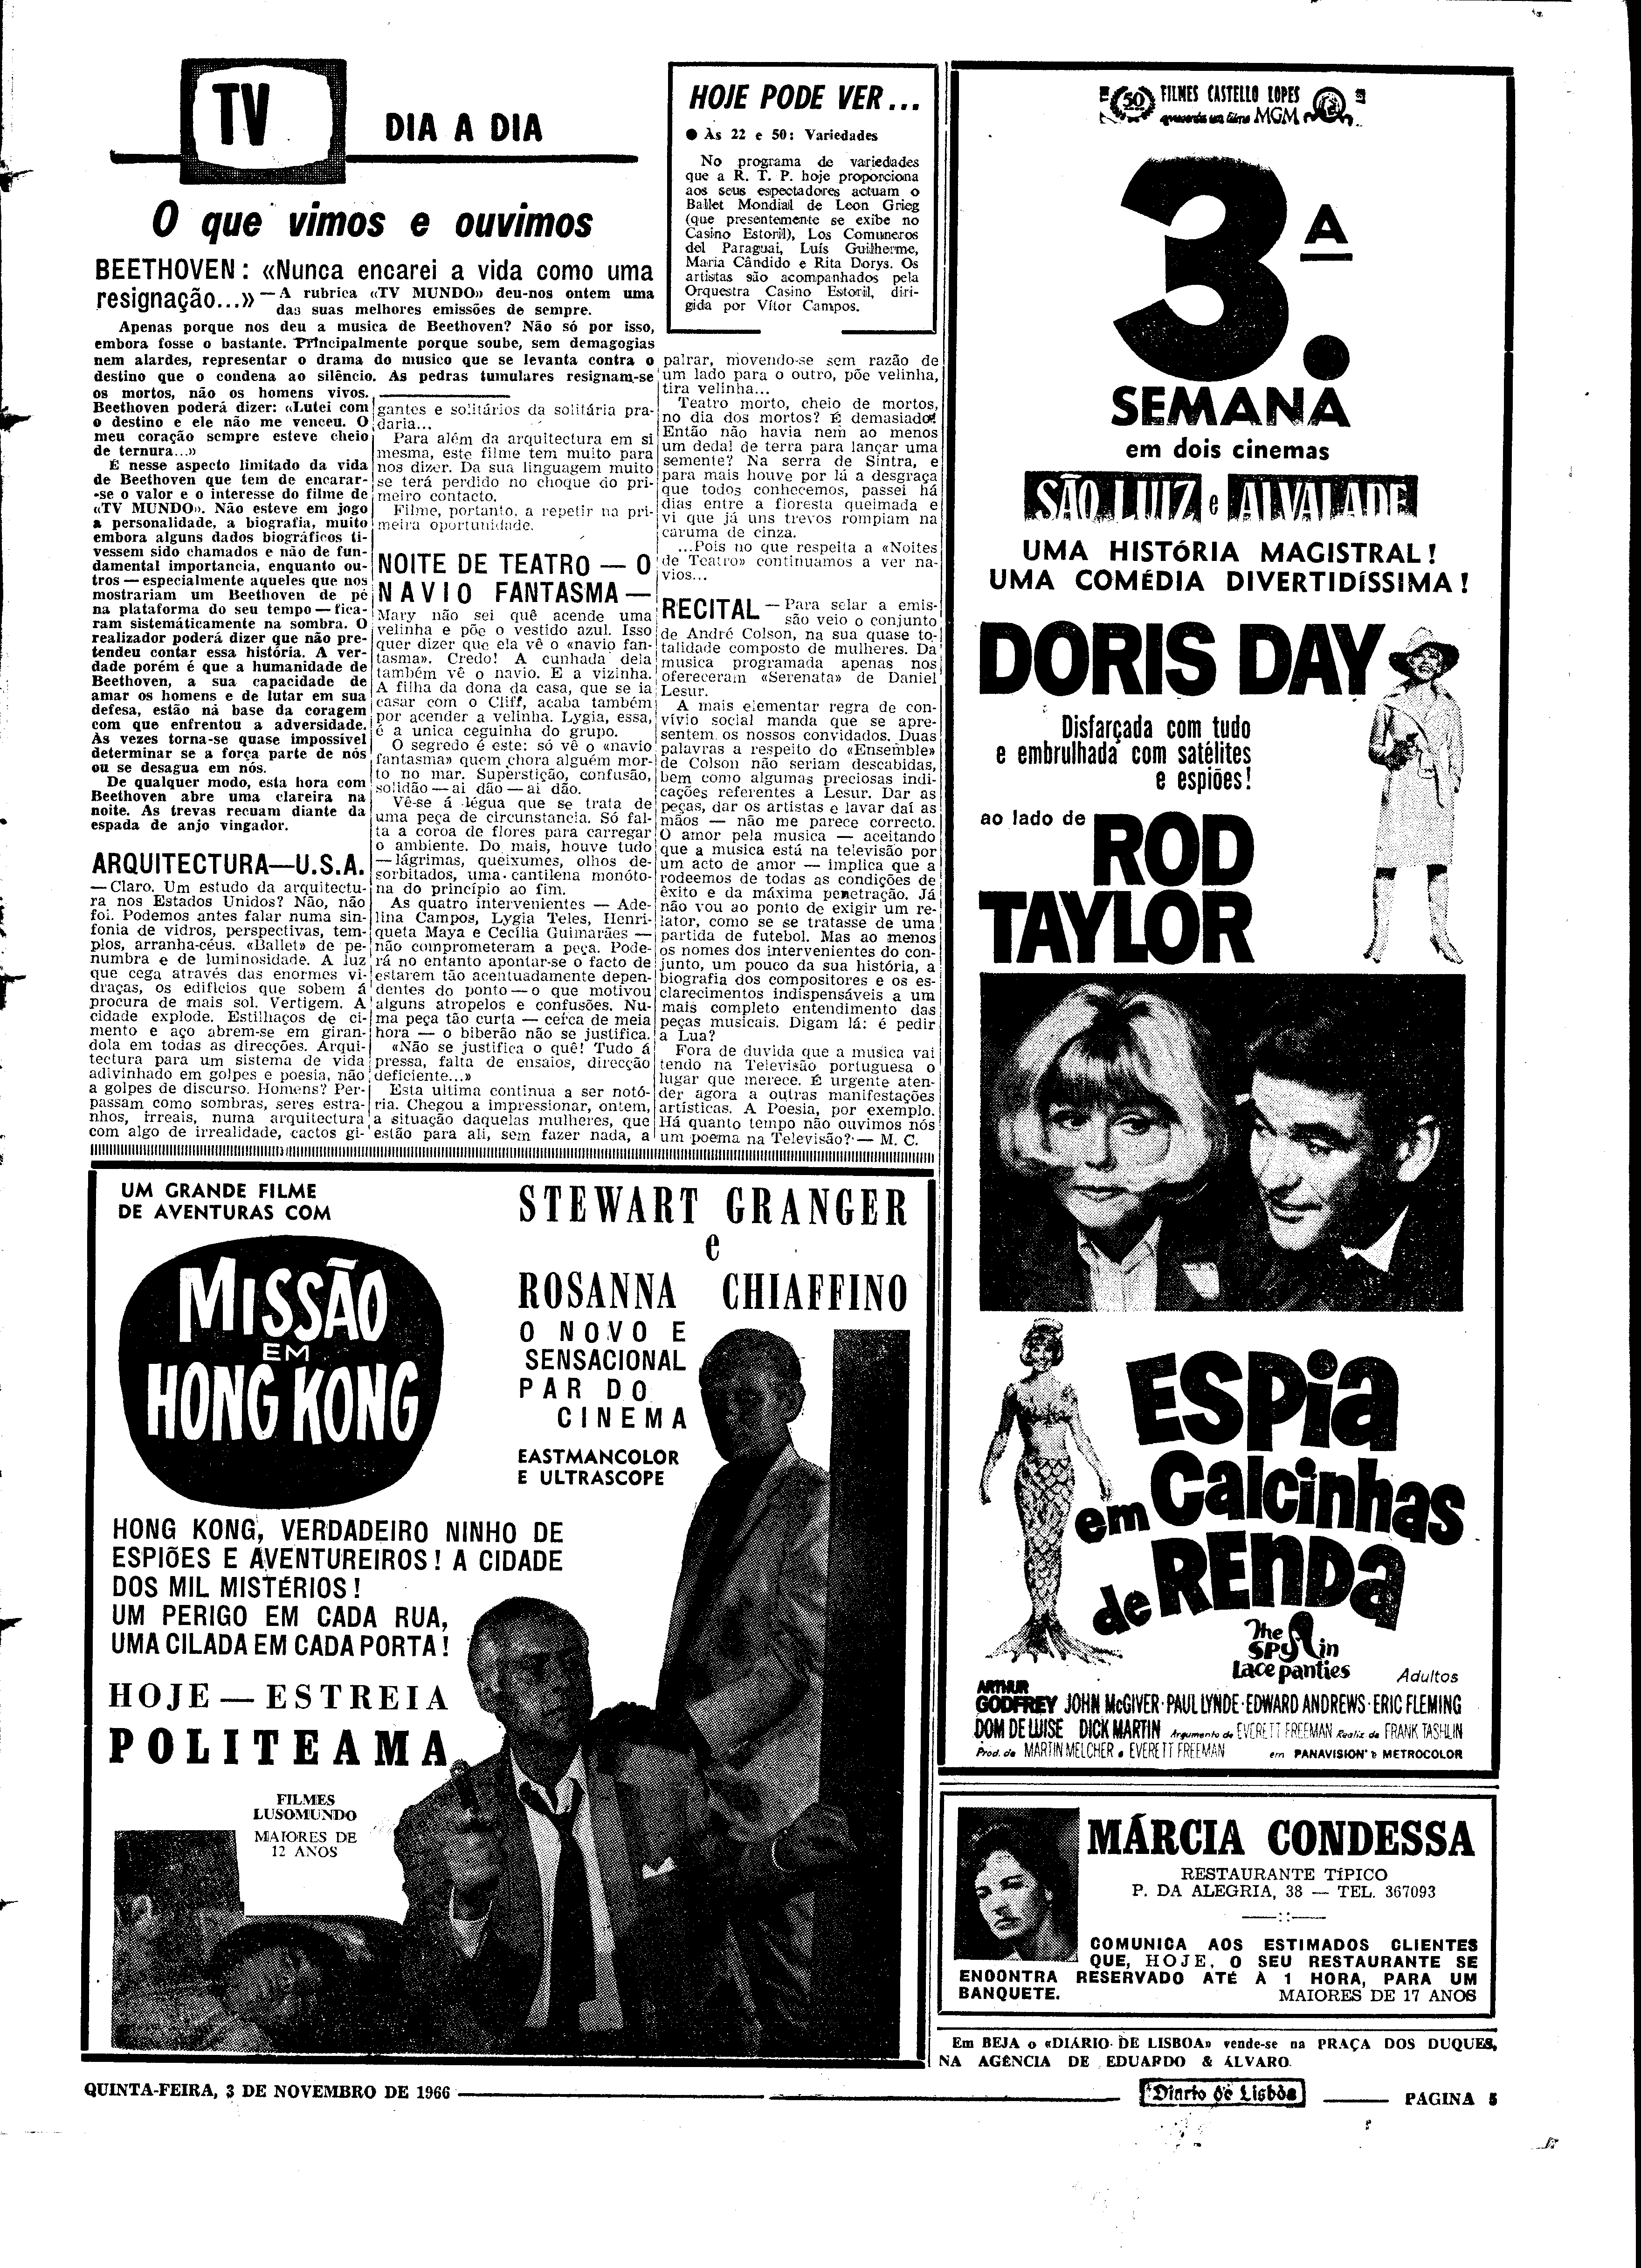 TV
DIA A DIA
O que vimos e ouvimos
BEETHOVEN: «Nunca encarei a vida como uma
resignação...» — A rubrica «TV MUNDO» deu-nos ontem uma
das suas melhores emissões de sempre.
Apenas porque nos deu a musica de Beethoven? Não só por isso,
embora fosse o bastante. Principalmente porque soube, sem demagogias
nem alardes, representar o drama do musico que se levanta contra o
destino que o condena ao silêncio. As pedras tumulares resignam-se
os mortos, não os homens vivos.
Beethoven poderá dizer: «Lutei com
o destino e ele não me venceu. O
meu coração sempre esteve cheio
de ternura...»
É nesse aspecto limitado da vida
de Beethoven que tem de encarar-
-se o valor e o interesse do filme de
«TV MUNDO». Não esteve em jogo
a personalidade, a biografia, muito
embora alguns dados biográficos ti-
vessem sido chamados e não de fun-
damental importancia, enquanto ou-
tros — especialmente aqueles que nos
mostrariam um Beethoven de pé
na plataforma do seu tempo — fica-
ram sistemáticamente na sombra. O
realizador poderá dizer que não pre-
tendeu contar essa história. A ver-
dade porém é que a humanidade de
Beethoven, a sua capacidade de
amar os homens e de lutar em sua
defesa, estão na base da coragem
com que enfrentou a adversidade.
Às vezes torna-se quase impossível
determinar se a força parte de nós
ou se desagua em nós.
De qualquer modo, esta hora com
Beethoven abre uma clareira na
noite. As trevas recuam diante da
espada de anjo vingador.
ARQUITECTURA—U.S.A.
— Claro. Um estudo da arquitectu-
ra nos Estados Unidos? Não, não
foi. Podemos antes falar numa sin-
fonia de vidros, perspectivas, tem-
plos, arranha-céus. «Ballet» de pe-
numbra e de luminosidade. A luz
que cega através das enormes vi-
draças, os edifícios que sobem á
procura de mais sol. Vertigem. A
cidade explode. Estilhaços de ci-
mento e aço abrem-se em giran-
dola em todas as direcções. Arqui-
tectura para um sistema de vida
adivinhado em golpes e poesia, não
a golpes de discurso. Homens? Per-
passam como sombras, seres estra-
nhos, irreais, numa arquitectura
com algo de irrealidade, cactos gi-
gantes e solitários da solitária pra-
daria...
Para além da arquitectura em si
mesma, este filme tem muito para
nos dizer. Da sua linguagem muito
se terá perdido no choque do pri-
meiro contacto.
Filme, portanto, a repetir na pri-
meira oportunidade.
NOITE DE TEATRO — O
NAVIO FANTASMA —
Mary não sei quê acende uma
velinha e põe o vestido azul. Isso
quer dizer que ela vê o «navio fan-
tasma». Credo! A cunhada dela
também vê o navio. E a vizinha.
A filha da dona da casa, que se ia
casar com o Cliff, acaba também
por acender a velinha. Lygia, essa,
é a unica ceguinha do grupo.
O segredo é este: só vê o «navio
fantasma» quem chora alguém mor-
to no mar. Superstição, confusão,
solidão — ai dão — ai dão.
Vê-se á légua que se trata de
uma peça de circunstancia. Só fal-
ta a coroa de flores para carregar
o ambiente. Do mais, houve tudo
— lágrimas, queixumes, olhos de-
sorbitados, uma cantilena monóto-
na do princípio ao fim.
As quatro intervenientes — Ade-
lina Campos, Lygia Teles, Henri-
queta Maya e Cecília Guimarães —
não comprometeram a peça. Pode-
rá no entanto apontar-se o facto de
estarem tão acentuadamente depen-
dentes do ponto — o que motivou
alguns atropelos e confusões. Nu-
ma peça tão curta — cerca de meia
hora — o biberão não se justifica.
«Não se justifica o quê! Tudo á
pressa, falta de ensaios, direcção
deficiente...»
Esta ultima continua a ser notó-
ria. Chegou a impressionar, ontem,
a situação daquelas mulheres, que
estão para ali, sem fazer nada, a
palrar, movendo-se sem razão de
um lado para o outro, põe velinha,
tira velinha...
Teatro morto, cheio de mortos,
no dia dos mortos? É demasiado!
Então não havia nem ao menos
um dedal de terra para lançar uma
semente? Na serra de Sintra, e
para mais houve por lá a desgraça
que todos conhecemos, passei há
dias entre a floresta queimada e
vi que já uns trevos rompiam na
caruma de cinza.
...Pois no que respeita a «Noites
de Teatro» continuamos a ver na-
vios...
RECITAL — Para selar a emis-
são veio o conjunto
de André Colson, na sua quase to-
talidade composto de mulheres. Da
musica programada apenas nos
ofereceram «Serenata» de Daniel
Lesur.
A mais elementar regra de con-
vívio social manda que se apre-
sentem os nossos convidados. Duas
palavras a respeito do «Ensemble»
de Colson não seriam descabidas,
bem como algumas preciosas indi-
cações referentes a Lesur. Dar as
peças, dar os artistas e lavar daí as
mãos — não me parece correcto.
O amor pela musica — aceitando
que a musica está na televisão por
um acto de amor — implica que a
rodeemos de todas as condições de
êxito e da máxima penetração. Já
não vou ao ponto de exigir um re-
lator, como se se tratasse de uma
partida de futebol. Mas ao menos
os nomes dos intervenientes do con-
junto, um pouco da sua história, a
biografia dos compositores e os es-
clarecimentos indispensáveis a um
mais completo entendimento das
peças musicais. Digam lá: é pedir
a Lua?
Fora de duvida que a musica vai
tendo na Televisão portuguesa o
lugar que merece. É urgente aten-
der agora a outras manifestações
artísticas. A Poesia, por exemplo.
Há quanto tempo não ouvimos nós
um poema na Televisão? — M. C.
HOJE PODE VER...
● Às 22 e 50: Variedades
No programa de variedades
que a R. T. P. hoje proporciona
aos seus espectadores actuam o
Ballet Mondial de Leon Grieg
(que presentemente se exibe no
Casino Estoril), Los Comuneros
del Paraguai, Luís Guilherme,
Maria Cândido e Rita Dorys. Os
artistas são acompanhados pela
Orquestra Casino Estoril, diri-
gida por Vítor Campos.
50 FILMES CASTELLO LOPES
apresenta um filme MGM
3.ª
SEMANA
em dois cinemas
SÃO LUIZ e ALVALADE
UMA HISTÓRIA MAGISTRAL!
UMA COMÉDIA DIVERTIDÍSSIMA!
DORIS DAY
Disfarçada com tudo
e embrulhada com satélites
e espiões!
ao lado de
ROD
TAYLOR
ESPIA
em Calcinhas
de RENDA
The
SPY in
Lace panties
Adultos
ARTHUR
GODFREY JOHN McGIVER · PAUL LYNDE · EDWARD ANDREWS · ERIC FLEMING
DOM DE LUISE DICK MARTIN Argumento de EVERETT FREEMAN Realiz. de FRANK TASHLIN
Prod. de MARTIN MELCHER e EVERETT FREEMAN em PANAVISION e METROCOLOR
UM GRANDE FILME
DE AVENTURAS COM
STEWART GRANGER
e
ROSANNA CHIAFFINO
MISSÃO
EM
HONG KONG
O NOVO E
SENSACIONAL
PAR DO
CINEMA
EASTMANCOLOR
E ULTRASCOPE
HONG KONG, VERDADEIRO NINHO DE
ESPIÕES E AVENTUREIROS! A CIDADE
DOS MIL MISTÉRIOS!
UM PERIGO EM CADA RUA,
UMA CILADA EM CADA PORTA!
HOJE — ESTREIA
POLITEAMA
FILMES
LUSOMUNDO
MAIORES DE
12 ANOS
MÁRCIA CONDESSA
RESTAURANTE TÍPICO
P. DA ALEGRIA, 38 — TEL. 367093
—::—
COMUNICA AOS ESTIMADOS CLIENTES
QUE, HOJE, O SEU RESTAURANTE SE
ENCONTRA RESERVADO ATÉ À 1 HORA, PARA UM
BANQUETE. MAIORES DE 17 ANOS
Em BEJA o «DIÁRIO DE LISBOA» vende-se na PRAÇA DOS DUQUES,
NA AGÊNCIA DE EDUARDO & ÁLVARO
QUINTA-FEIRA, 3 DE NOVEMBRO DE 1966
Diario de Lisboa
PAGINA 5